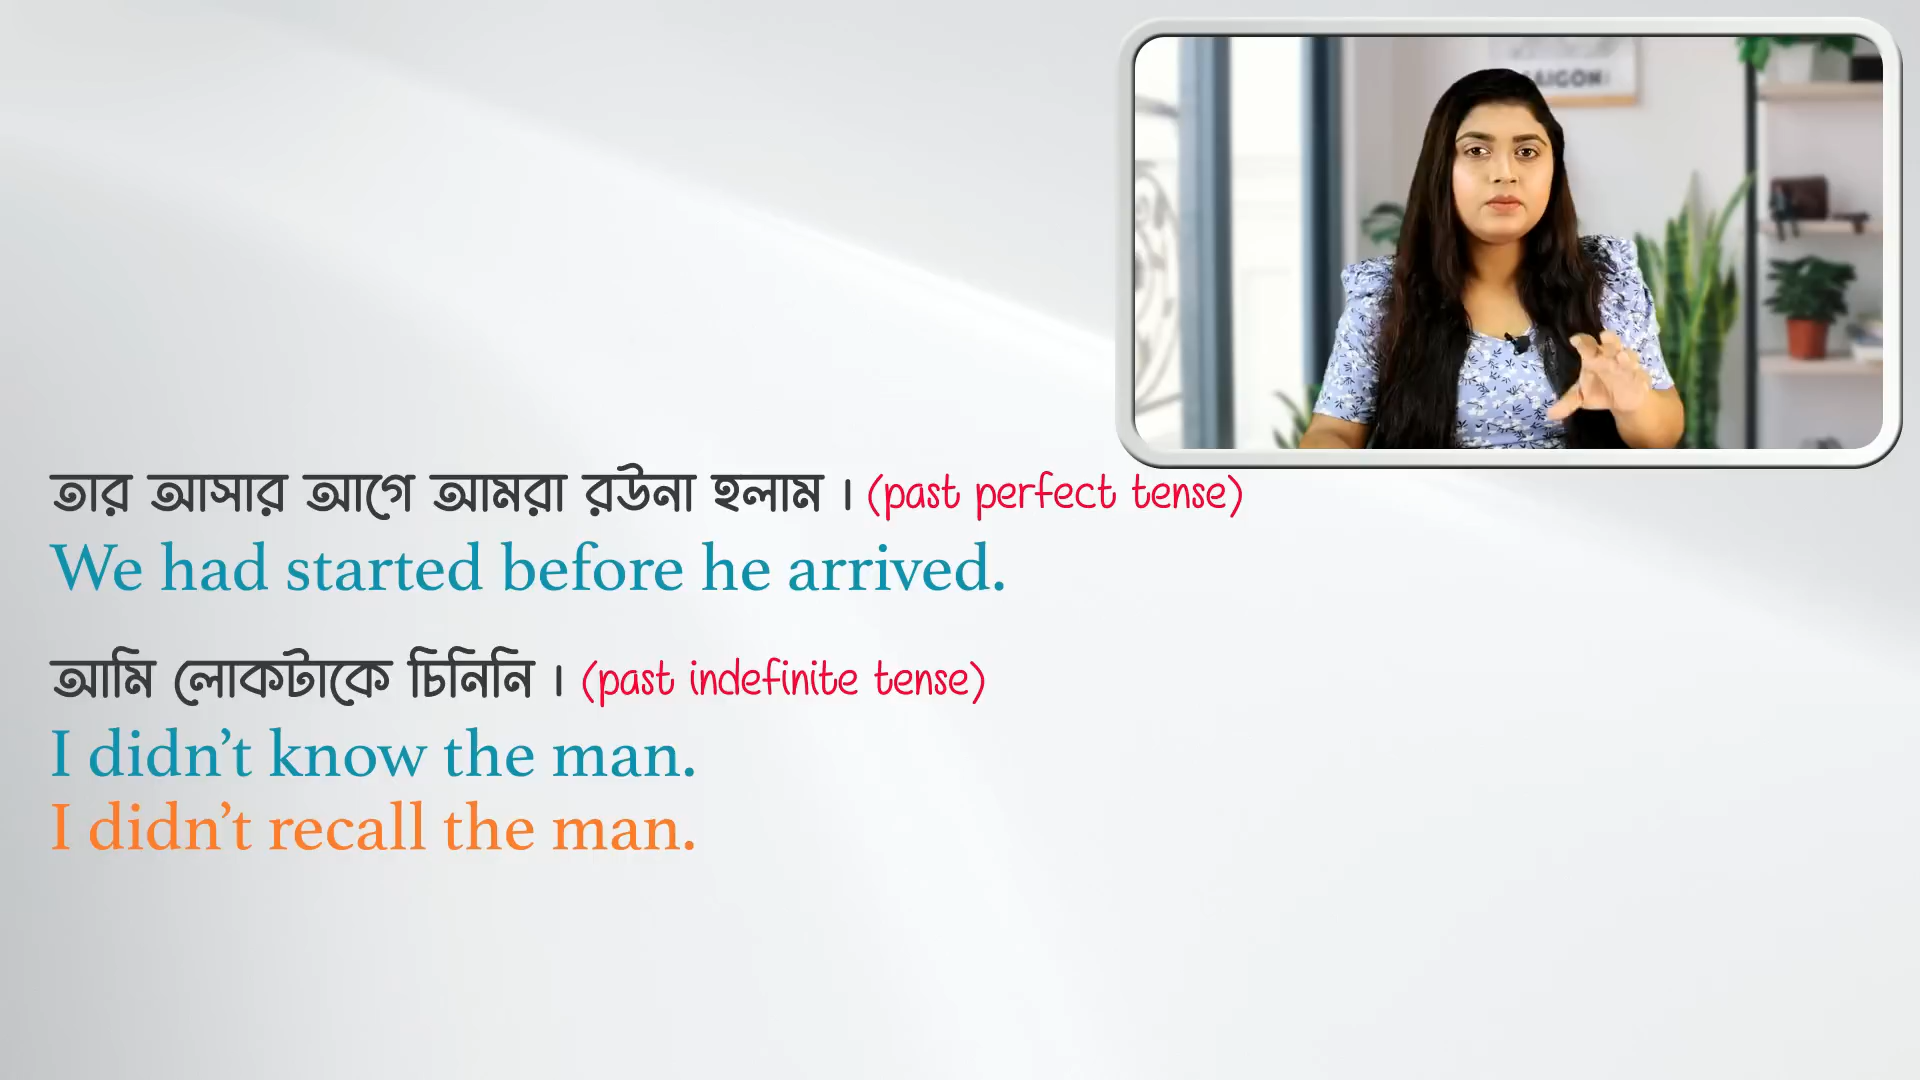 তার আসার আগে আমরা রউনা হলাম । (past perfect tense)
We had started before he arrived.
আমি লোকটাকে চিনিনি । (past indefinite tense)
I didn’t know the man.
I didn’t recall the man.